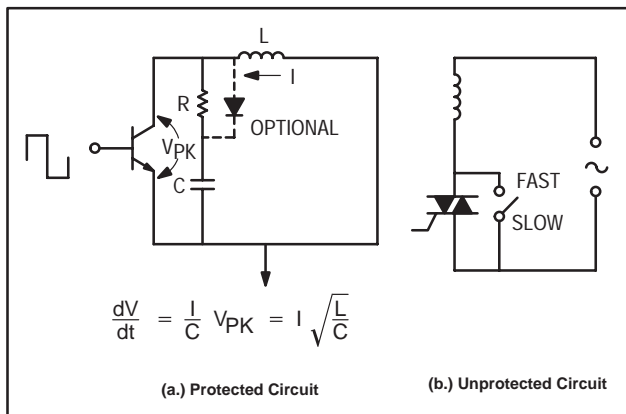 L
I
R
OPTIONAL
VPK
C
FAST
SLOW
dV/dt = I/C VPK = I √L/C
(a.) Protected Circuit
(b.) Unprotected Circuit